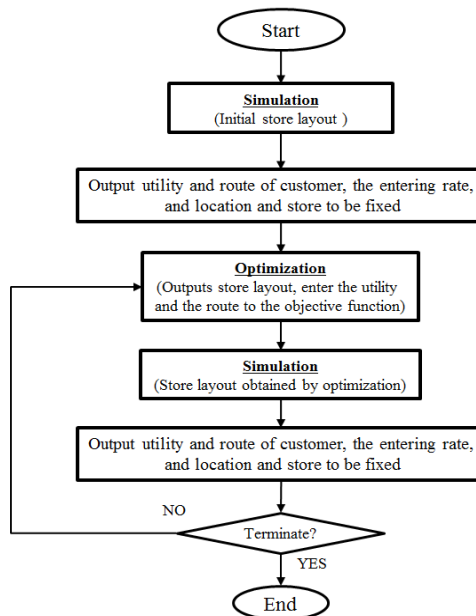 Start
Simulation
(Initial store layout )
Output utility and route of customer, the entering rate,
and location and store to be fixed
Optimization
(Outputs store layout, enter the utility
and the route to the objective function)
Simulation
(Store layout obtained by optimization)
Output utility and route of customer, the entering rate,
and location and store to be fixed
NO
Terminate?
YES
End